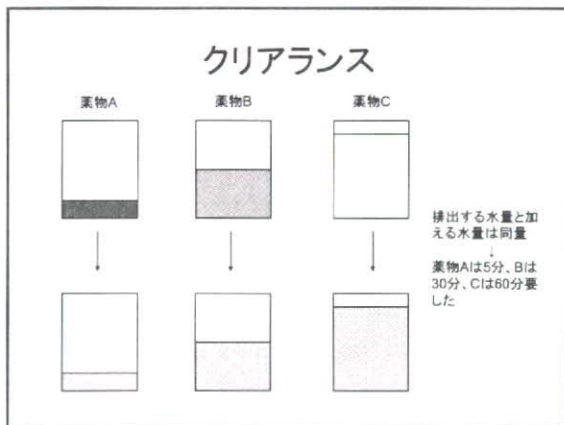 クリアランス
薬物A
薬物B
薬物C
排出する水量と加
える水量は同量
↓
薬物Aは5分、Bは
30分、Cは60分要
した